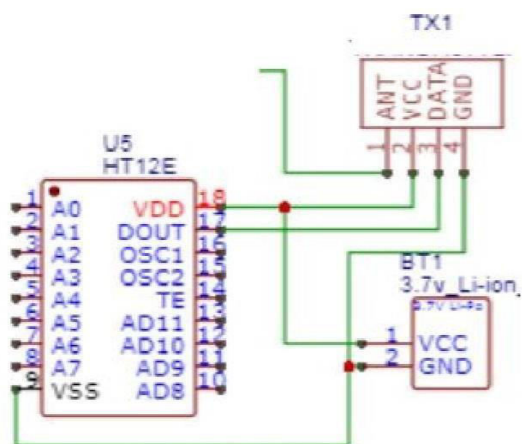 TX1
ANT
VCC
DATA
GND
1
2
3
4
U5
HT12E
1 A0 VDD 18
2 A1 DOUT 17
3 A2 OSC1 16
4 A3 OSC2 15
5 A4 TE 14
6 A5 AD11 13
7 A6 AD10 12
8 A7 AD9 11
9 VSS AD8 10
BT1
3.7v_Li-ion
1 VCC
2 GND